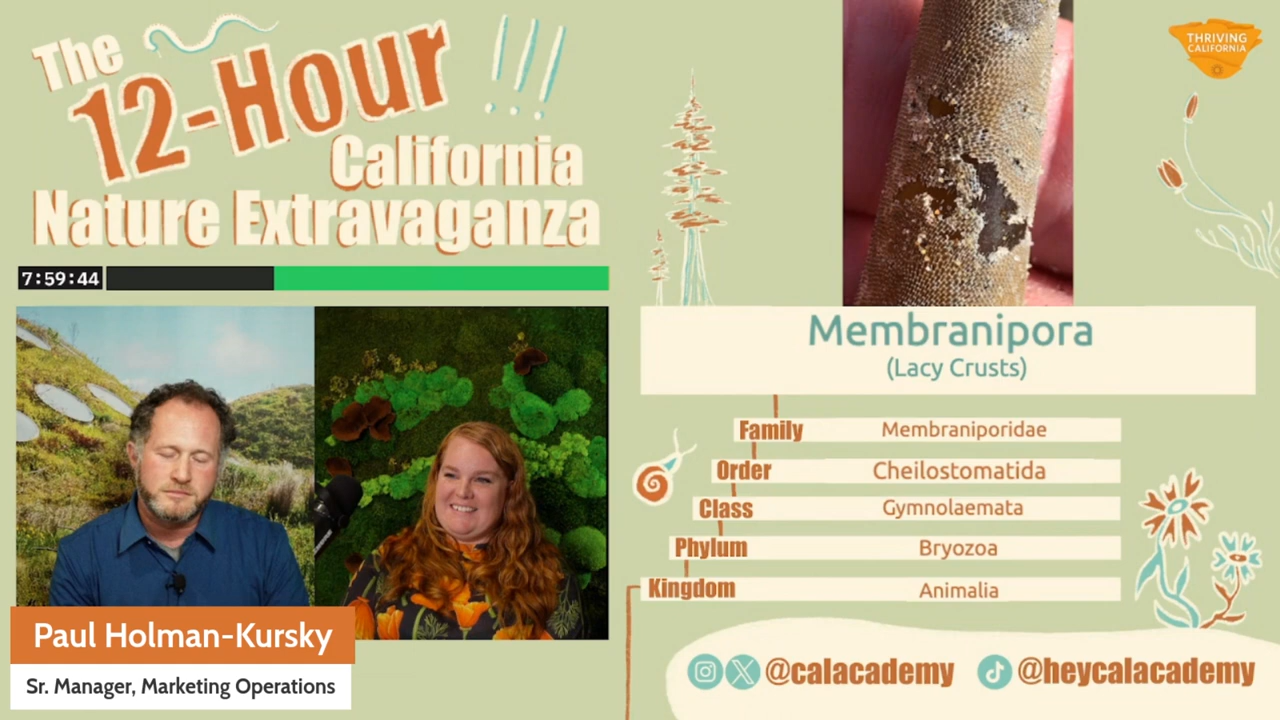 The
12-Hour
!!!
California
Nature Extravaganza
7:59:44
THRIVING
CALIFORNIA
Membranipora
(Lacy Crusts)
Family Membraniporidae
Order Cheilostomatida
Class Gymnolaemata
Phylum Bryozoa
Kingdom Animalia
Paul Holman-Kursky
Sr. Manager, Marketing Operations
@calacademy @heycalacademy